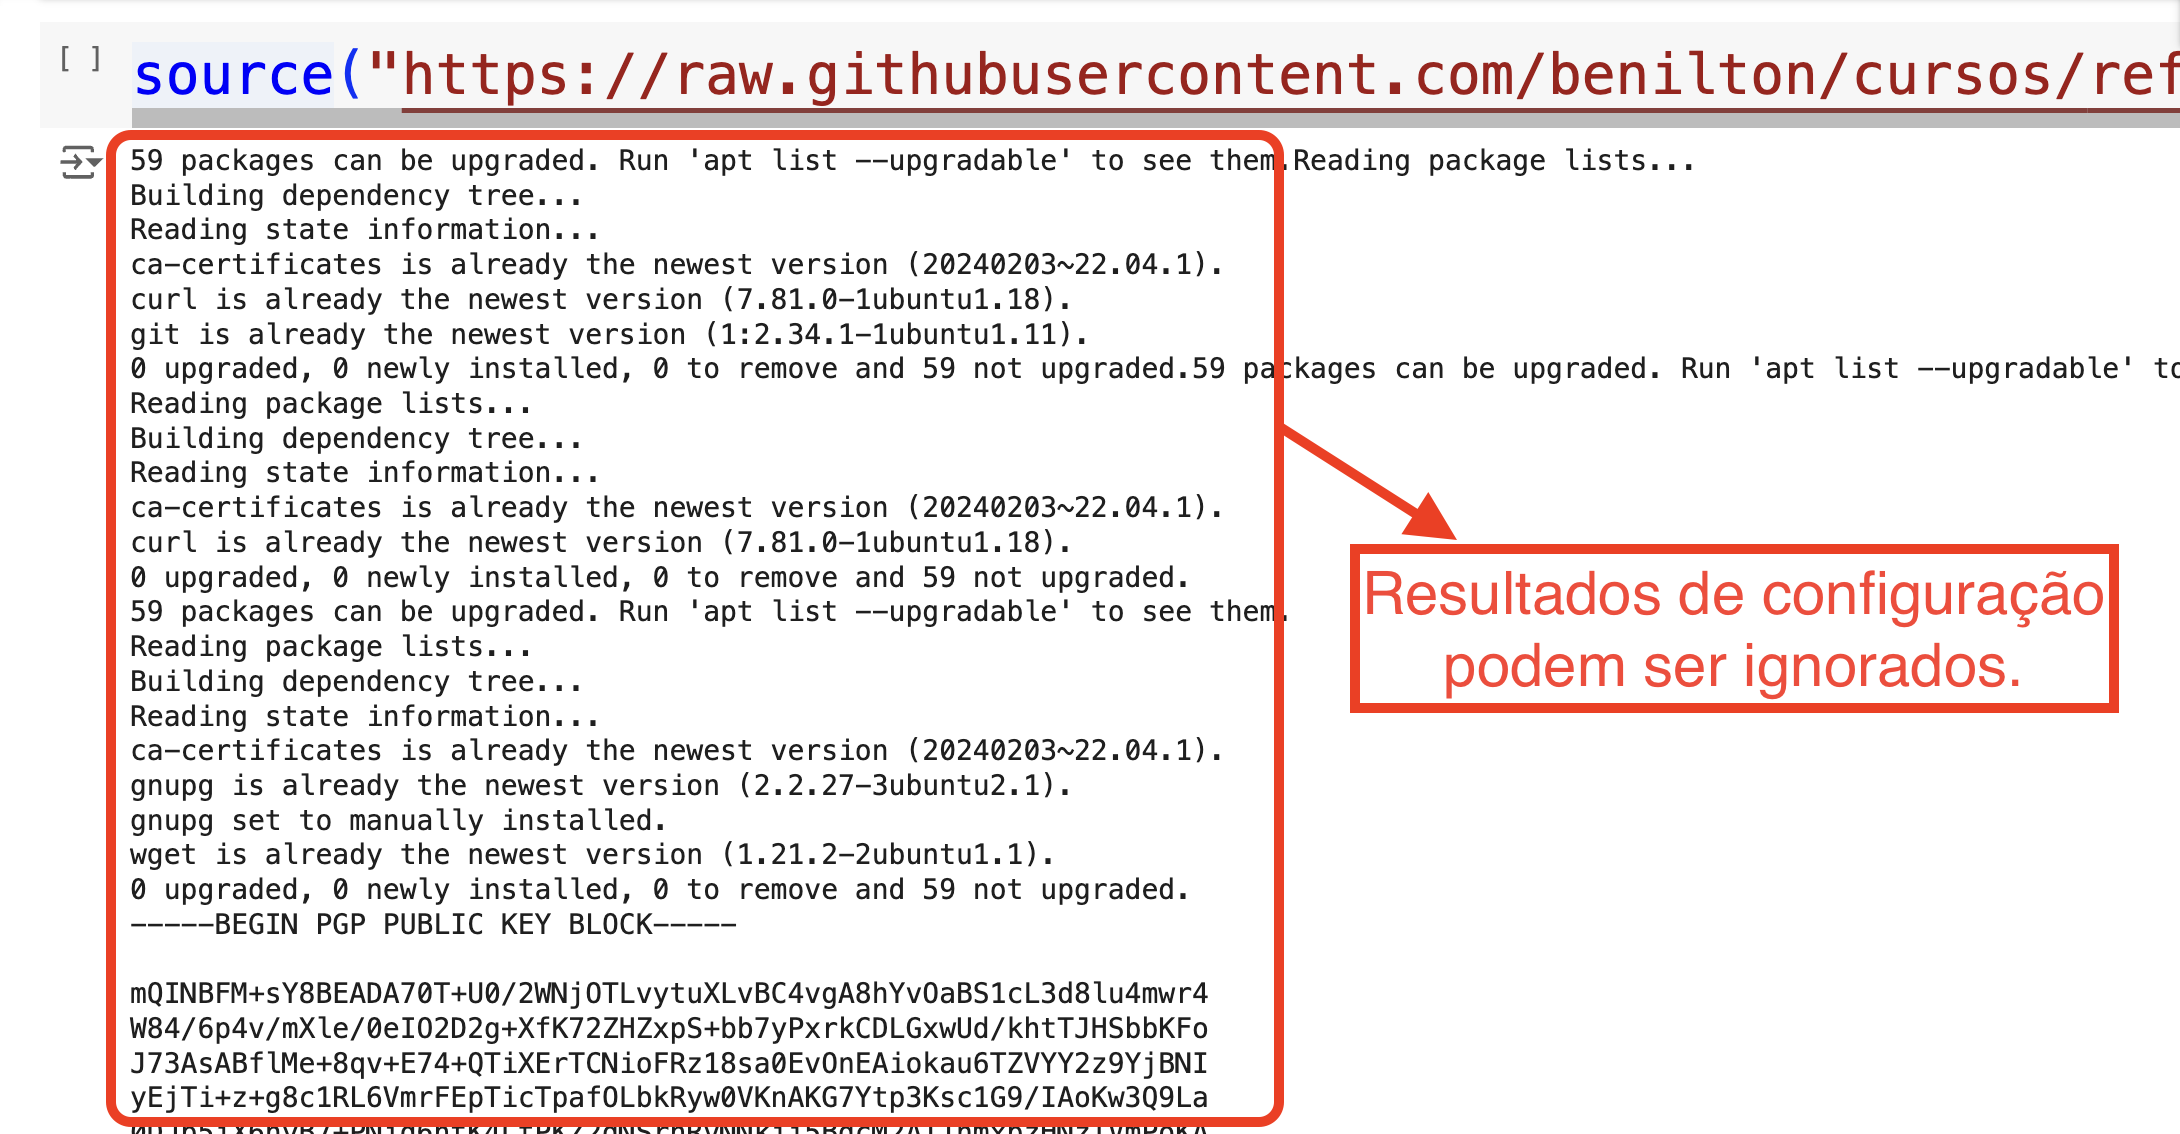 [ ] source("https://raw.githubusercontent.com/benilton/cursos/ref
59 packages can be upgraded. Run 'apt list --upgradable' to see them.Reading package lists...
Building dependency tree...
Reading state information...
ca-certificates is already the newest version (20240203~22.04.1).
curl is already the newest version (7.81.0-1ubuntu1.18).
git is already the newest version (1:2.34.1-1ubuntu1.11).
0 upgraded, 0 newly installed, 0 to remove and 59 not upgraded.59 packages can be upgraded. Run 'apt list --upgradable' to
Reading package lists...
Building dependency tree...
Reading state information...
ca-certificates is already the newest version (20240203~22.04.1).
curl is already the newest version (7.81.0-1ubuntu1.18).
0 upgraded, 0 newly installed, 0 to remove and 59 not upgraded.
59 packages can be upgraded. Run 'apt list --upgradable' to see them.
Reading package lists...
Building dependency tree...
Reading state information...
ca-certificates is already the newest version (20240203~22.04.1).
gnupg is already the newest version (2.2.27-3ubuntu2.1).
gnupg set to manually installed.
wget is already the newest version (1.21.2-2ubuntu1.1).
0 upgraded, 0 newly installed, 0 to remove and 59 not upgraded.
-----BEGIN PGP PUBLIC KEY BLOCK-----
mQINBFM+sY8BEADA70T+U0/2WNjOTLvytuXLvBC4vgA8hYvOaBS1cL3d8lu4mwr4
W84/6p4v/mXle/0eIO2D2g+XfK72ZHZxpS+bb7yPxrkCDLGxwUd/khtTJHSbbKFo
J73AsABflMe+8qv+E74+QTiXErTCNioFRz18sa0EvOnEAiokau6TZVYY2z9YjBNI
yEjTi+z+g8c1RL6VmrFEpTicTpafOLbkRyw0VKnAKG7Ytp3Ksc1G9/IAoKw3Q9La
Resultados de configuração
podem ser ignorados.